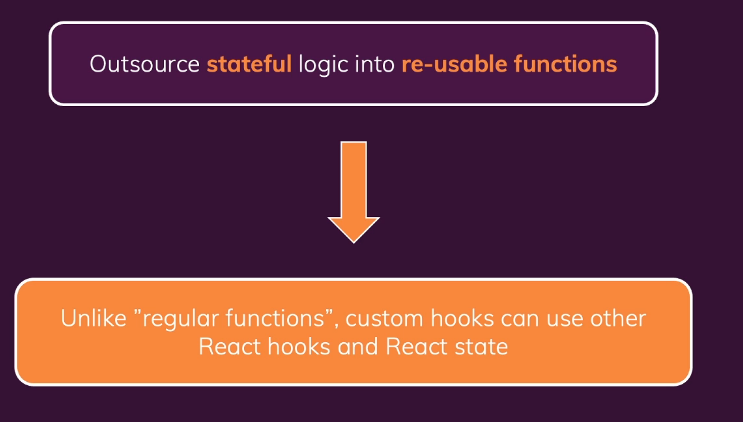 Outsource stateful logic into re-usable functions
Unlike ”regular functions”, custom hooks can use other
React hooks and React state